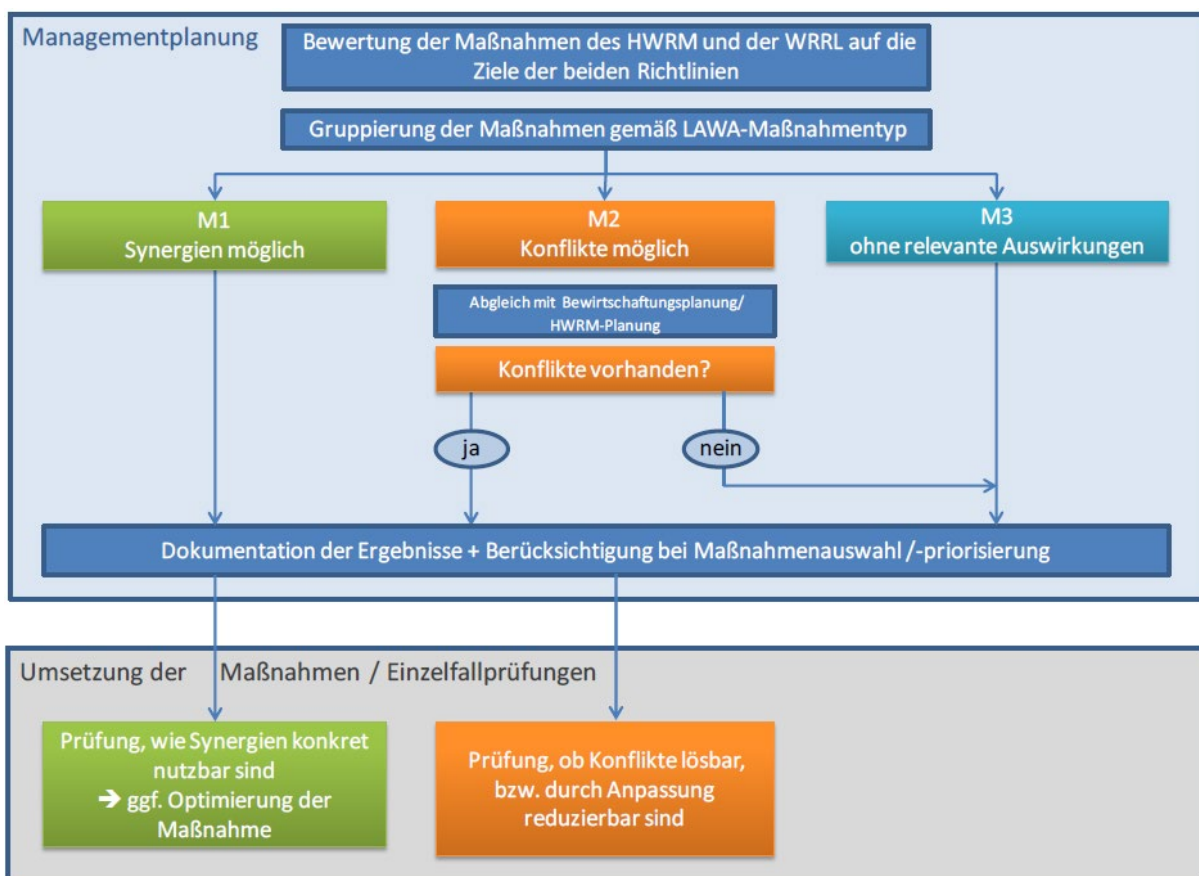 Managementplanung
Bewertung der Maßnahmen des HWRM und der WRRL auf die
Ziele der beiden Richtlinien
Gruppierung der Maßnahmen gemäß LAWA-Maßnahmentyp
M1
Synergien möglich
M2
Konflikte möglich
M3
ohne relevante Auswirkungen
Abgleich mit Bewirtschaftungsplanung/
HWRM-Planung
Konflikte vorhanden?
ja
nein
Dokumentation der Ergebnisse + Berücksichtigung bei Maßnahmenauswahl /-priorisierung
Umsetzung der Maßnahmen / Einzelfallprüfungen
Prüfung, wie Synergien konkret
nutzbar sind
➔ ggf. Optimierung der
Maßnahme
Prüfung, ob Konflikte lösbar,
bzw. durch Anpassung
reduzierbar sind